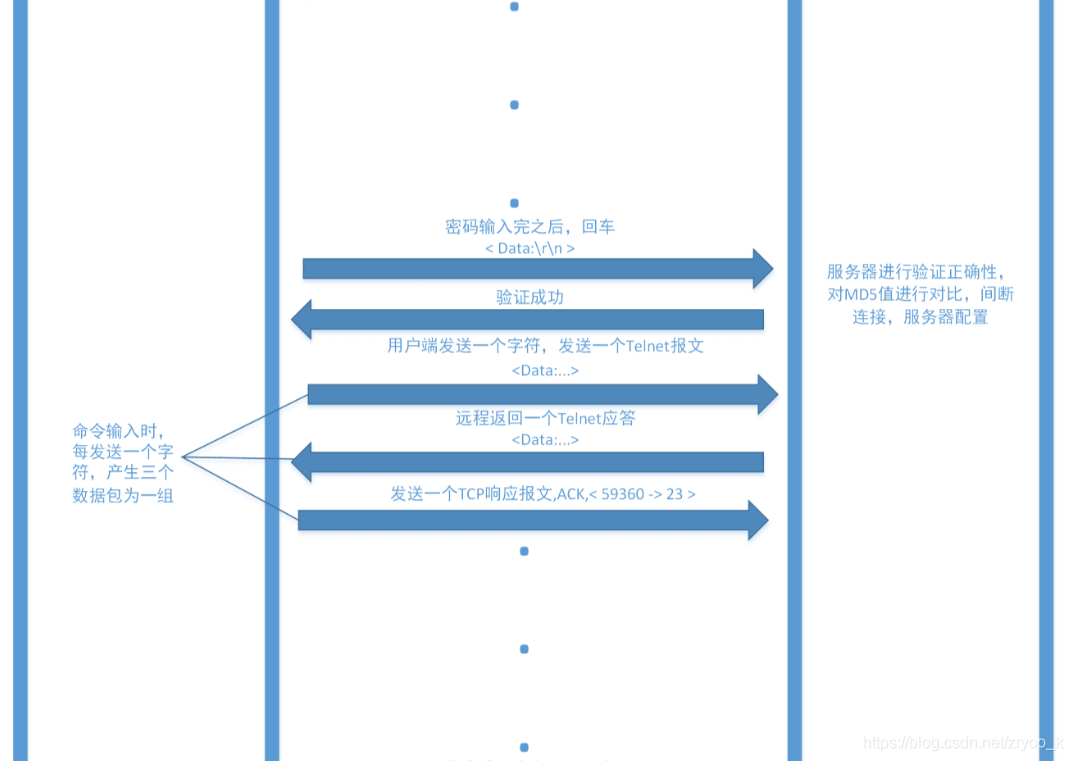 密码输入完之后，回车
< Data:\r\n >
服务器进行验证正确性，
对MD5值进行对比，间断
连接，服务器配置
验证成功
用户端发送一个字符，发送一个Telnet报文
<Data:...>
远程返回一个Telnet应答
<Data:...>
命令输入时，
每发送一个字
符，产生三个
数据包为一组
发送一个TCP响应报文,ACK,< 59360 -> 23 >